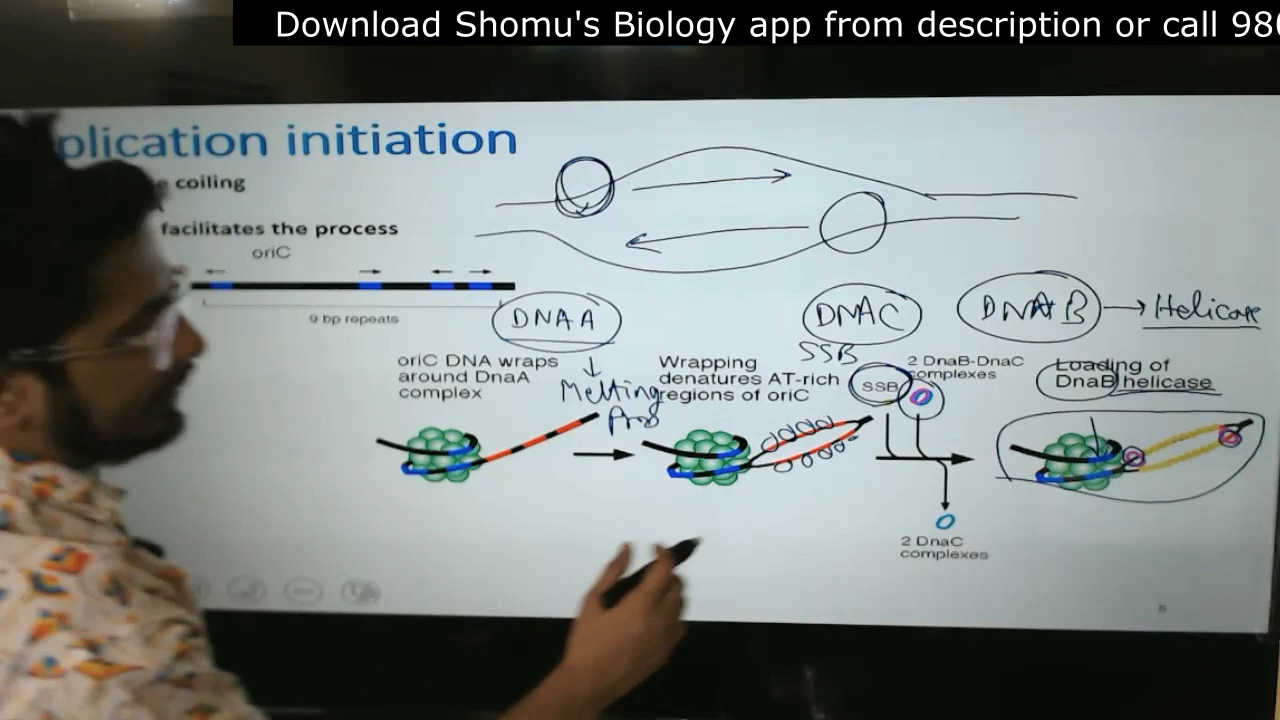 Download Shomu's Biology app from description or call 98
plication initiation
coiling
facilitates the process
oriC
9 bp repeats
DNAA
DNAC
DNAB → Helicase
SSB
oriC DNA wraps
around DnaA
complex
Melting
Wrapping
denatures AT-rich
regions of oriC
SSB
2 DnaB-DnaC
complexes
Loading of
DnaB helicase
2 DnaC
complexes
8